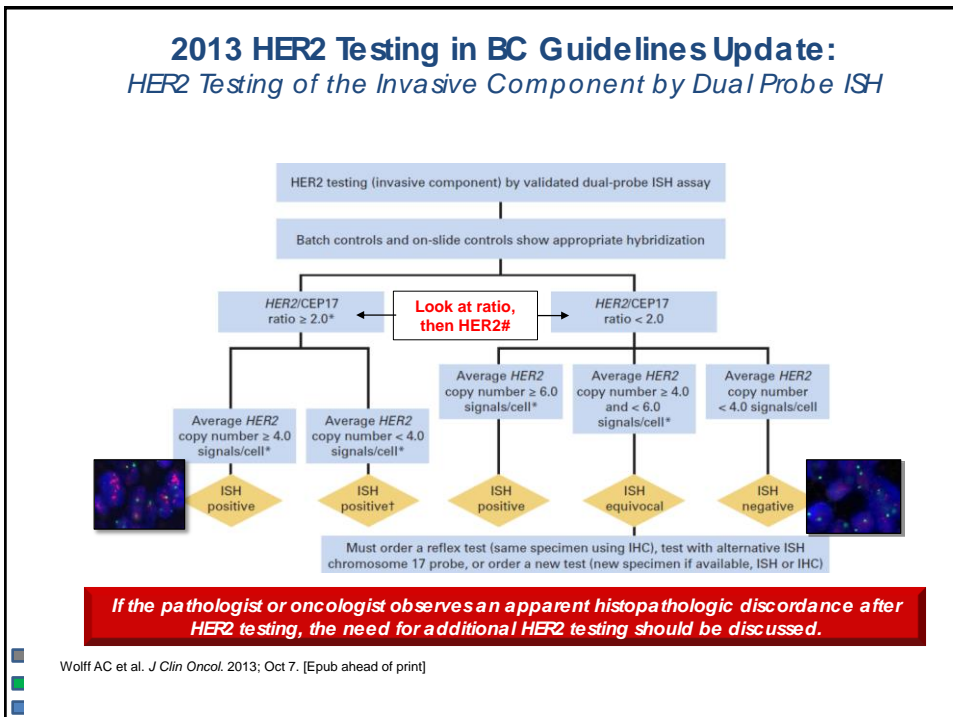 2013 HER2 Testing in BC Guidelines Update:
HER2 Testing of the Invasive Component by Dual Probe ISH
HER2 testing (invasive component) by validated dual-probe ISH assay
Batch controls and on-slide controls show appropriate hybridization
HER2/CEP17
ratio ≥ 2.0*
Look at ratio,
then HER2#
HER2/CEP17
ratio < 2.0
Average HER2
copy number ≥ 4.0
signals/cell*
Average HER2
copy number < 4.0
signals/cell*
Average HER2
copy number ≥ 6.0
signals/cell*
Average HER2
copy number ≥ 4.0
and < 6.0
signals/cell*
Average HER2
copy number
< 4.0 signals/cell
ISH
positive
ISH
positive†
ISH
positive
ISH
equivocal
ISH
negative
Must order a reflex test (same specimen using IHC), test with alternative ISH
chromosome 17 probe, or order a new test (new specimen if available, ISH or IHC)
If the pathologist or oncologist observes an apparent histopathologic discordance after
HER2 testing, the need for additional HER2 testing should be discussed.
Wolff AC et al. J Clin Oncol. 2013; Oct 7. [Epub ahead of print]